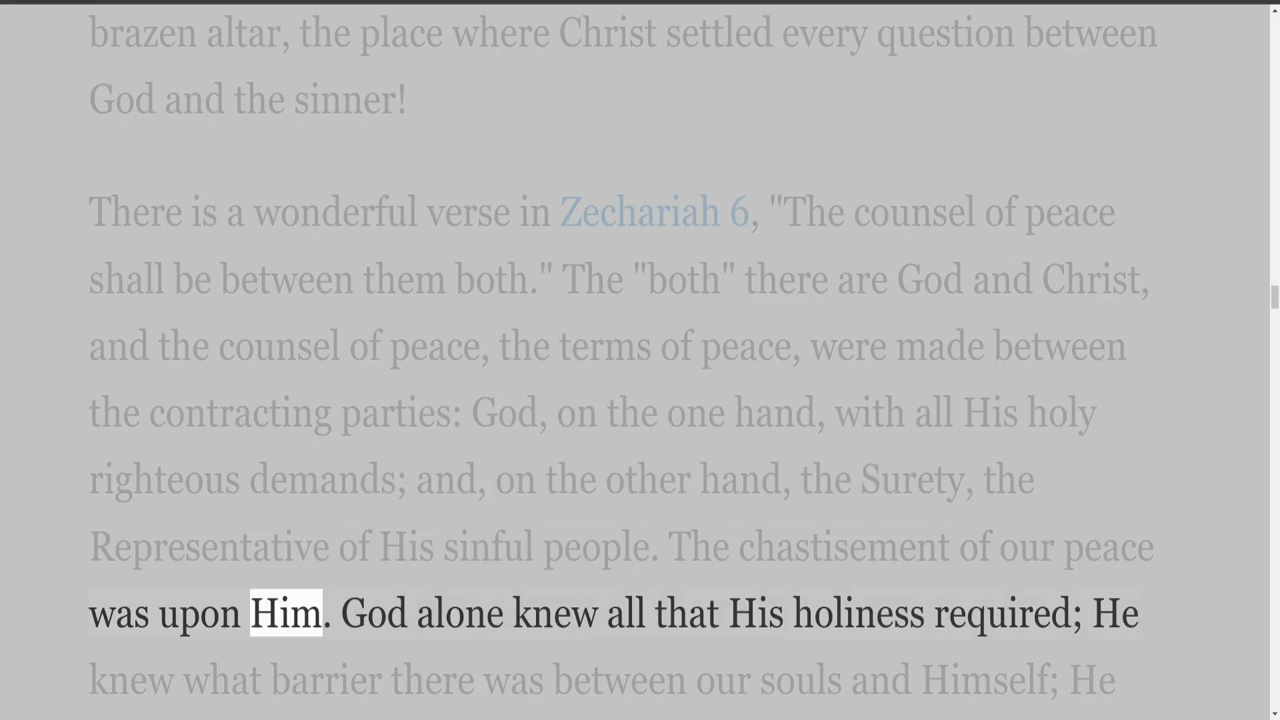 brazen altar, the place where Christ settled every question between
God and the sinner!
There is a wonderful verse in Zechariah 6, "The counsel of peace
shall be between them both." The "both" there are God and Christ,
and the counsel of peace, the terms of peace, were made between
the contracting parties: God, on the one hand, with all His holy
righteous demands; and, on the other hand, the Surety, the
Representative of His sinful people. The chastisement of our peace
was upon Him. God alone knew all that His holiness required; He
knew what barrier there was between our souls and Himself; He